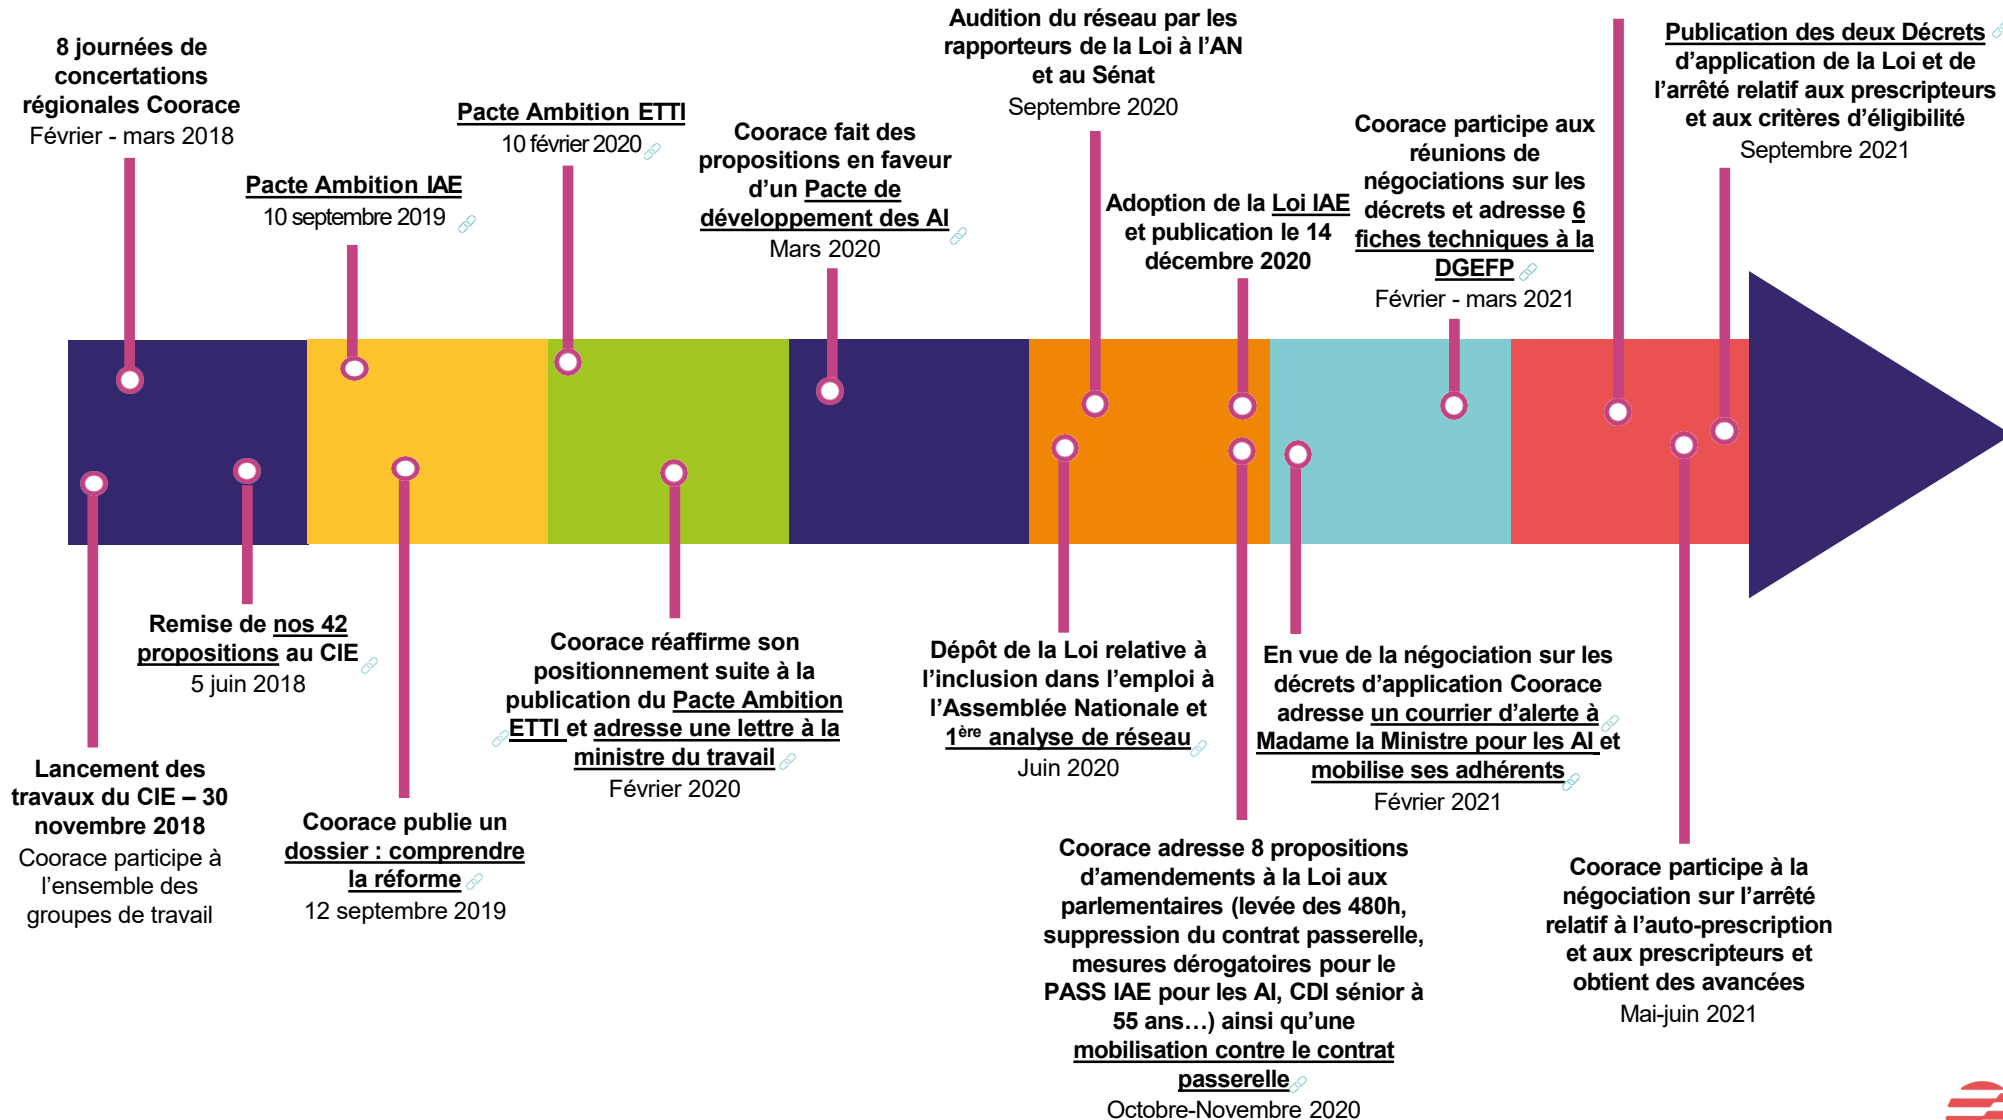 8 journées de
concertations
régionales Coorace
Février - mars 2018
Pacte Ambition IAE
10 septembre 2019
Pacte Ambition ETTI
10 février 2020
Coorace fait des
propositions en faveur
d’un Pacte de
développement des AI
Mars 2020
Audition du réseau par les
rapporteurs de la Loi à l’AN
et au Sénat
Septembre 2020
Adoption de la Loi IAE
et publication le 14
décembre 2020
Coorace participe aux
réunions de
négociations sur les
décrets et adresse 6
fiches techniques à la
DGEFP
Février - mars 2021
Publication des deux Décrets
d’application de la Loi et de
l’arrêté relatif aux prescripteurs
et aux critères d’éligibilité
Septembre 2021
Lancement des
travaux du CIE – 30
novembre 2018
Coorace participe à
l’ensemble des
groupes de travail
Remise de nos 42
propositions au CIE
5 juin 2018
Coorace publie un
dossier : comprendre
la réforme
12 septembre 2019
Coorace réaffirme son
positionnement suite à la
publication du Pacte Ambition
ETTI et adresse une lettre à la
ministre du travail
Février 2020
Dépôt de la Loi relative à
l’inclusion dans l’emploi à
l’Assemblée Nationale et
1ère analyse de réseau
Juin 2020
Coorace adresse 8 propositions
d’amendements à la Loi aux
parlementaires (levée des 480h,
suppression du contrat passerelle,
mesures dérogatoires pour le
PASS IAE pour les AI, CDI sénior à
55 ans…) ainsi qu’une
mobilisation contre le contrat
passerelle
Octobre-Novembre 2020
En vue de la négociation sur les
décrets d’application Coorace
adresse un courrier d’alerte à
Madame la Ministre pour les AI et
mobilise ses adhérents
Février 2021
Coorace participe à la
négociation sur l’arrêté
relatif à l’auto-prescription
et aux prescripteurs et
obtient des avancées
Mai-juin 2021